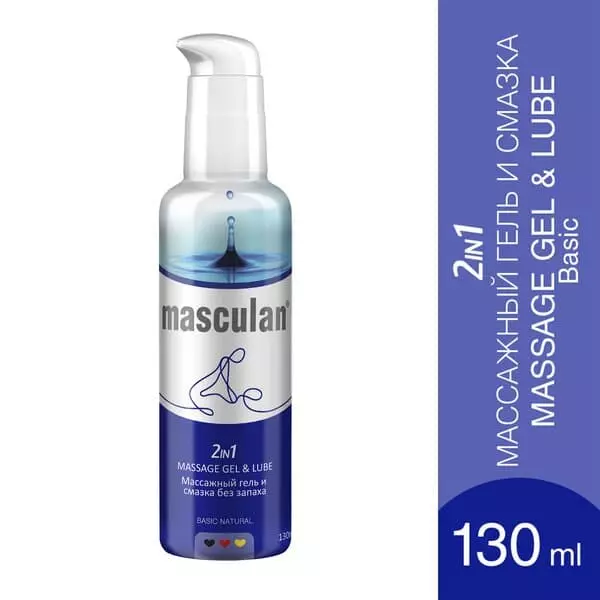 masculan®
2IN1
MASSAGE GEL & LUBE
Массажный гель и
смазка без запаха
BASIC NATURAL
2IN1
МАССАЖНЫЙ ГЕЛЬ И СМАЗКА
MASSAGE GEL & LUBE
Basic
130 ml